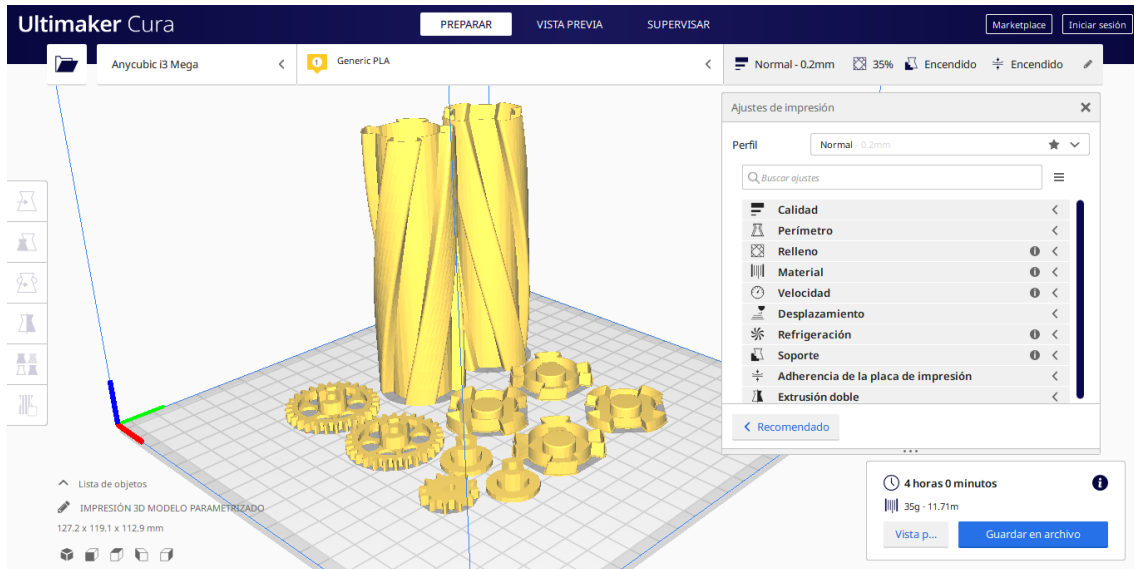 Ultimaker Cura
PREPARAR
VISTA PREVIA
SUPERVISAR
Marketplace
Iniciar sesión
Anycubic i3 Mega
1
Generic PLA
Normal - 0.2mm
35%
Encendido
Encendido
Ajustes de impresión
Perfil
Normal - 0.2mm
Buscar ajustes
Calidad
Perímetro
Relleno
Material
Velocidad
Desplazamiento
Refrigeración
Soporte
Adherencia de la placa de impresión
Extrusión doble
Recomendado
Lista de objetos
IMPRESIÓN 3D MODELO PARAMETRIZADO
127.2 x 119.1 x 112.9 mm
4 horas 0 minutos
35g · 11.71m
Vista p...
Guardar en archivo